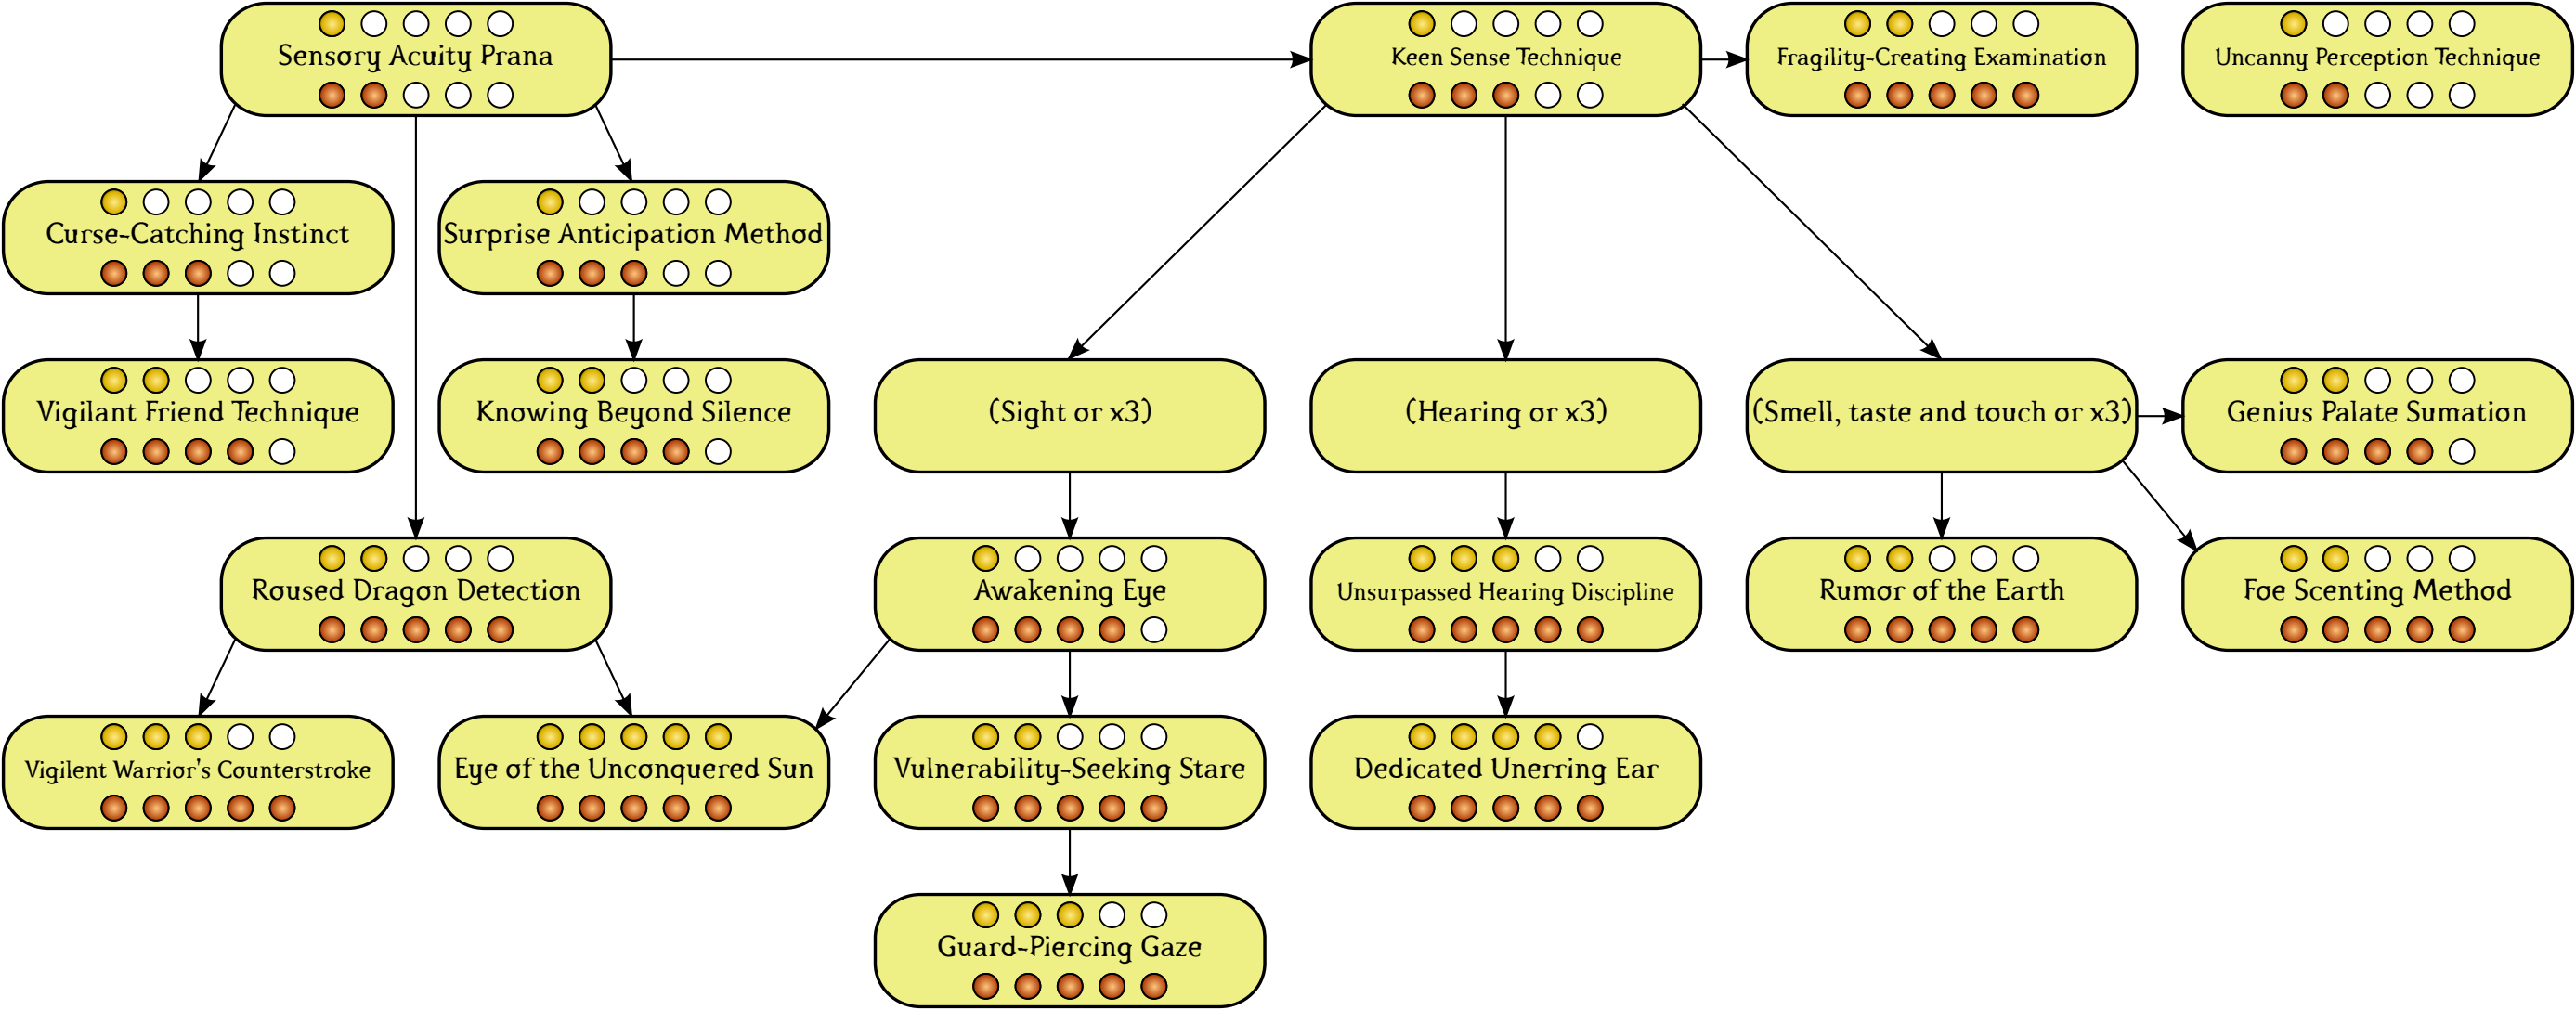 Sensory Acuity Prana
Keen Sense Technique
Fragility-Creating Examination
Uncanny Perception Technique
Curse-Catching Instinct
Surprise Anticipation Method
Vigilant Friend Technique
Knowing Beyond Silence
(Sight or x3)
(Hearing or x3)
(Smell, taste and touch or x3)
Genius Palate Sumation
Roused Dragon Detection
Awakening Eye
Unsurpassed Hearing Discipline
Rumor of the Earth
Foe Scenting Method
Vigilent Warrior's Counterstroke
Eye of the Unconquered Sun
Vulnerability-Seeking Stare
Dedicated Unerring Ear
Guard-Piercing Gaze